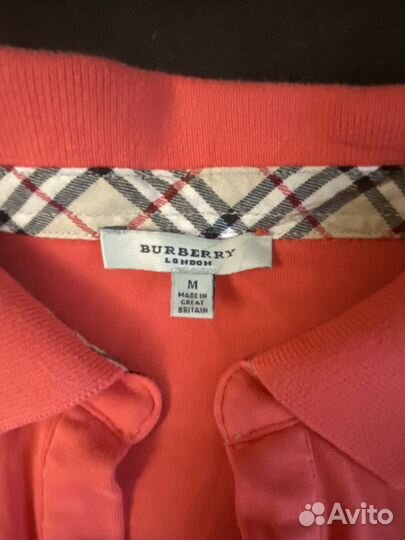 BURBERRY
LONDON
M
MADE IN
GREAT
BRITAIN
Avito